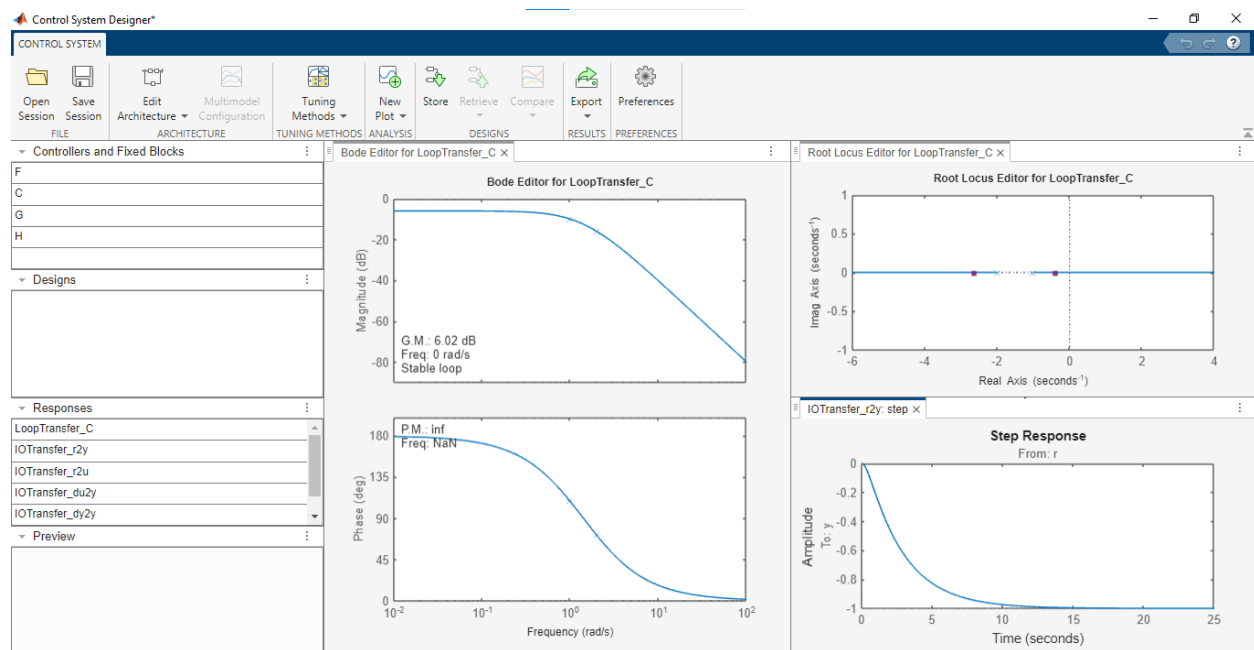 Control System Designer*
CONTROL SYSTEM
?
Open Session
Save Session
Edit Architecture
Multimodel Configuration
Tuning Methods
New Plot
Store
Retrieve
Compare
Export
Preferences
FILE
ARCHITECTURE
TUNING METHODS
ANALYSIS
DESIGNS
RESULTS
PREFERENCES
Controllers and Fixed Blocks
F
C
G
H
Designs
Responses
LoopTransfer_C
IOTransfer_r2y
IOTransfer_r2u
IOTransfer_du2y
IOTransfer_dy2y
Preview
Bode Editor for LoopTransfer_C
Bode Editor for LoopTransfer_C
Magnitude (dB)
0
-20
-40
-60
-80
G.M.: 6.02 dB
Freq: 0 rad/s
Stable loop
Phase (deg)
180
135
90
45
0
P.M.: inf
Freq: NaN
10-2
10-1
100
101
102
Frequency (rad/s)
Root Locus Editor for LoopTransfer_C
Root Locus Editor for LoopTransfer_C
Imag Axis (seconds-1)
1
0.5
0
-0.5
-1
-6
-4
-2
0
2
4
Real Axis (seconds-1)
IOTransfer_r2y: step
Step Response
From: r
Amplitude
To: y
0
-0.2
-0.4
-0.6
-0.8
-1
0
5
10
15
20
25
Time (seconds)